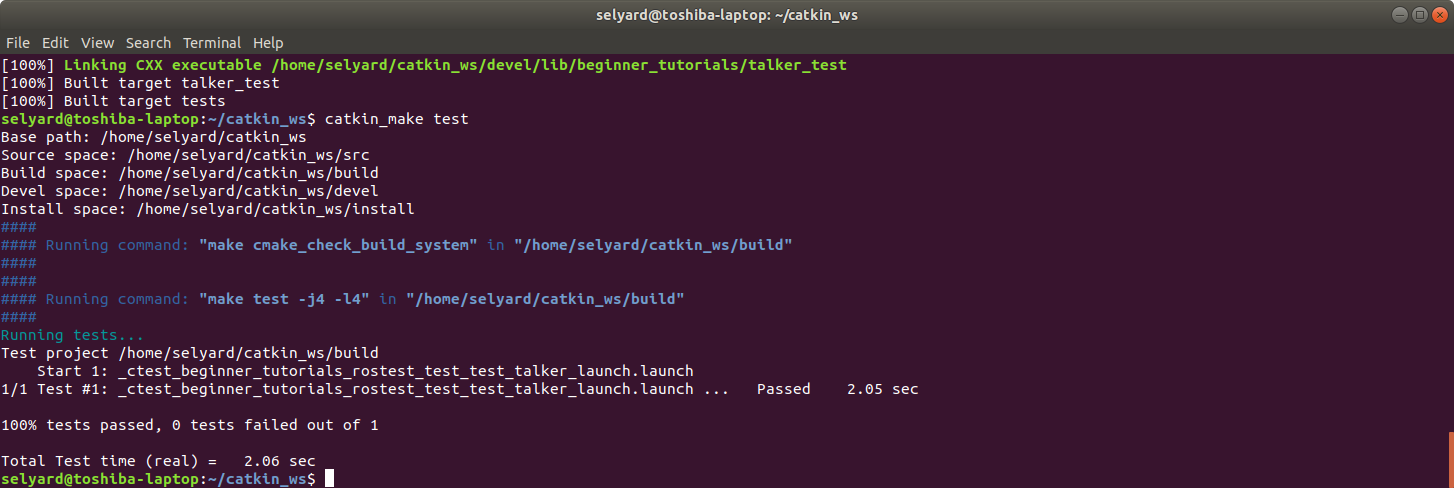 selyard@toshiba-laptop: ~/catkin_ws
File Edit View Search Terminal Help
[100%] Linking CXX executable /home/selyard/catkin_ws/devel/lib/beginner_tutorials/talker_test
[100%] Built target talker_test
[100%] Built target tests
selyard@toshiba-laptop:~/catkin_ws$ catkin_make test
Base path: /home/selyard/catkin_ws
Source space: /home/selyard/catkin_ws/src
Build space: /home/selyard/catkin_ws/build
Devel space: /home/selyard/catkin_ws/devel
Install space: /home/selyard/catkin_ws/install
####
#### Running command: "make cmake_check_build_system" in "/home/selyard/catkin_ws/build"
####
####
#### Running command: "make test -j4 -l4" in "/home/selyard/catkin_ws/build"
####
Running tests...
Test project /home/selyard/catkin_ws/build
    Start 1: _ctest_beginner_tutorials_rostest_test_test_talker_launch.launch
1/1 Test #1: _ctest_beginner_tutorials_rostest_test_test_talker_launch.launch ...   Passed    2.05 sec
100% tests passed, 0 tests failed out of 1
Total Test time (real) =   2.06 sec
selyard@toshiba-laptop:~/catkin_ws$